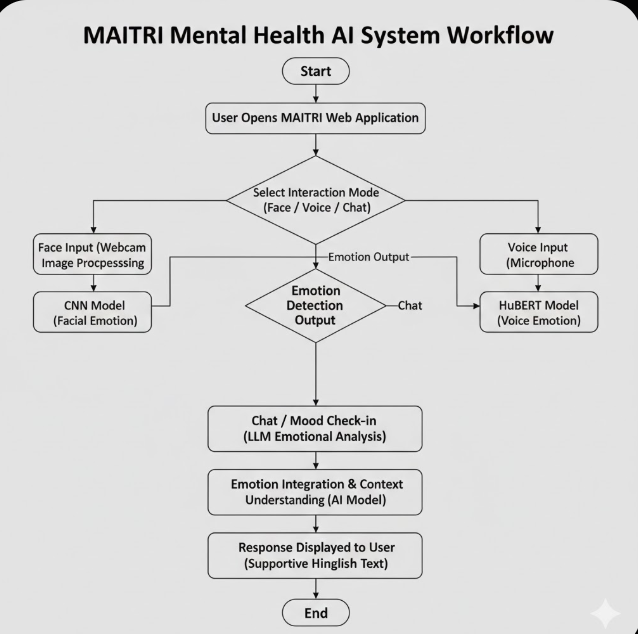 MAITRI Mental Health AI System Workflow
Start
User Opens MAITRI Web Application
Select Interaction Mode
(Face / Voice / Chat)
Face Input (Webcam
Image Procpesssing
Voice Input
(Microphone
Emotion Output
CNN Model
(Facial Emotion)
Emotion
Detection
Output
Chat
HuBERT Model
(Voice Emotion)
Chat / Mood Check-in
(LLM Emotional Analysis)
Emotion Integration & Context
Understanding (AI Model)
Response Displayed to User
(Supportive Hinglish Text)
End